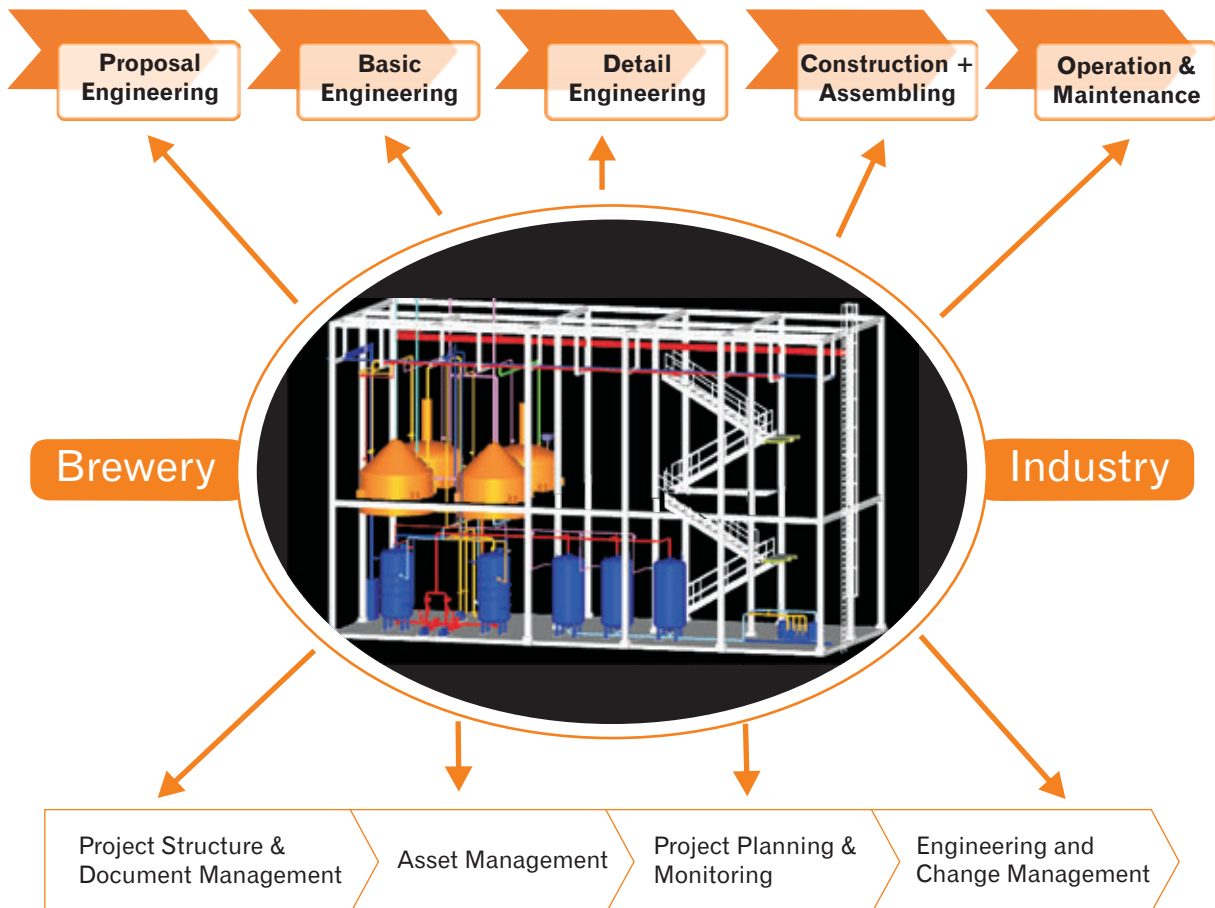 Proposal
Engineering
Basic
Engineering
Detail
Engineering
Construction +
Assembling
Operation &
Maintenance
Brewery
Industry
Project Structure &
Document Management
Asset Management
Project Planning &
Monitoring
Engineering and
Change Management